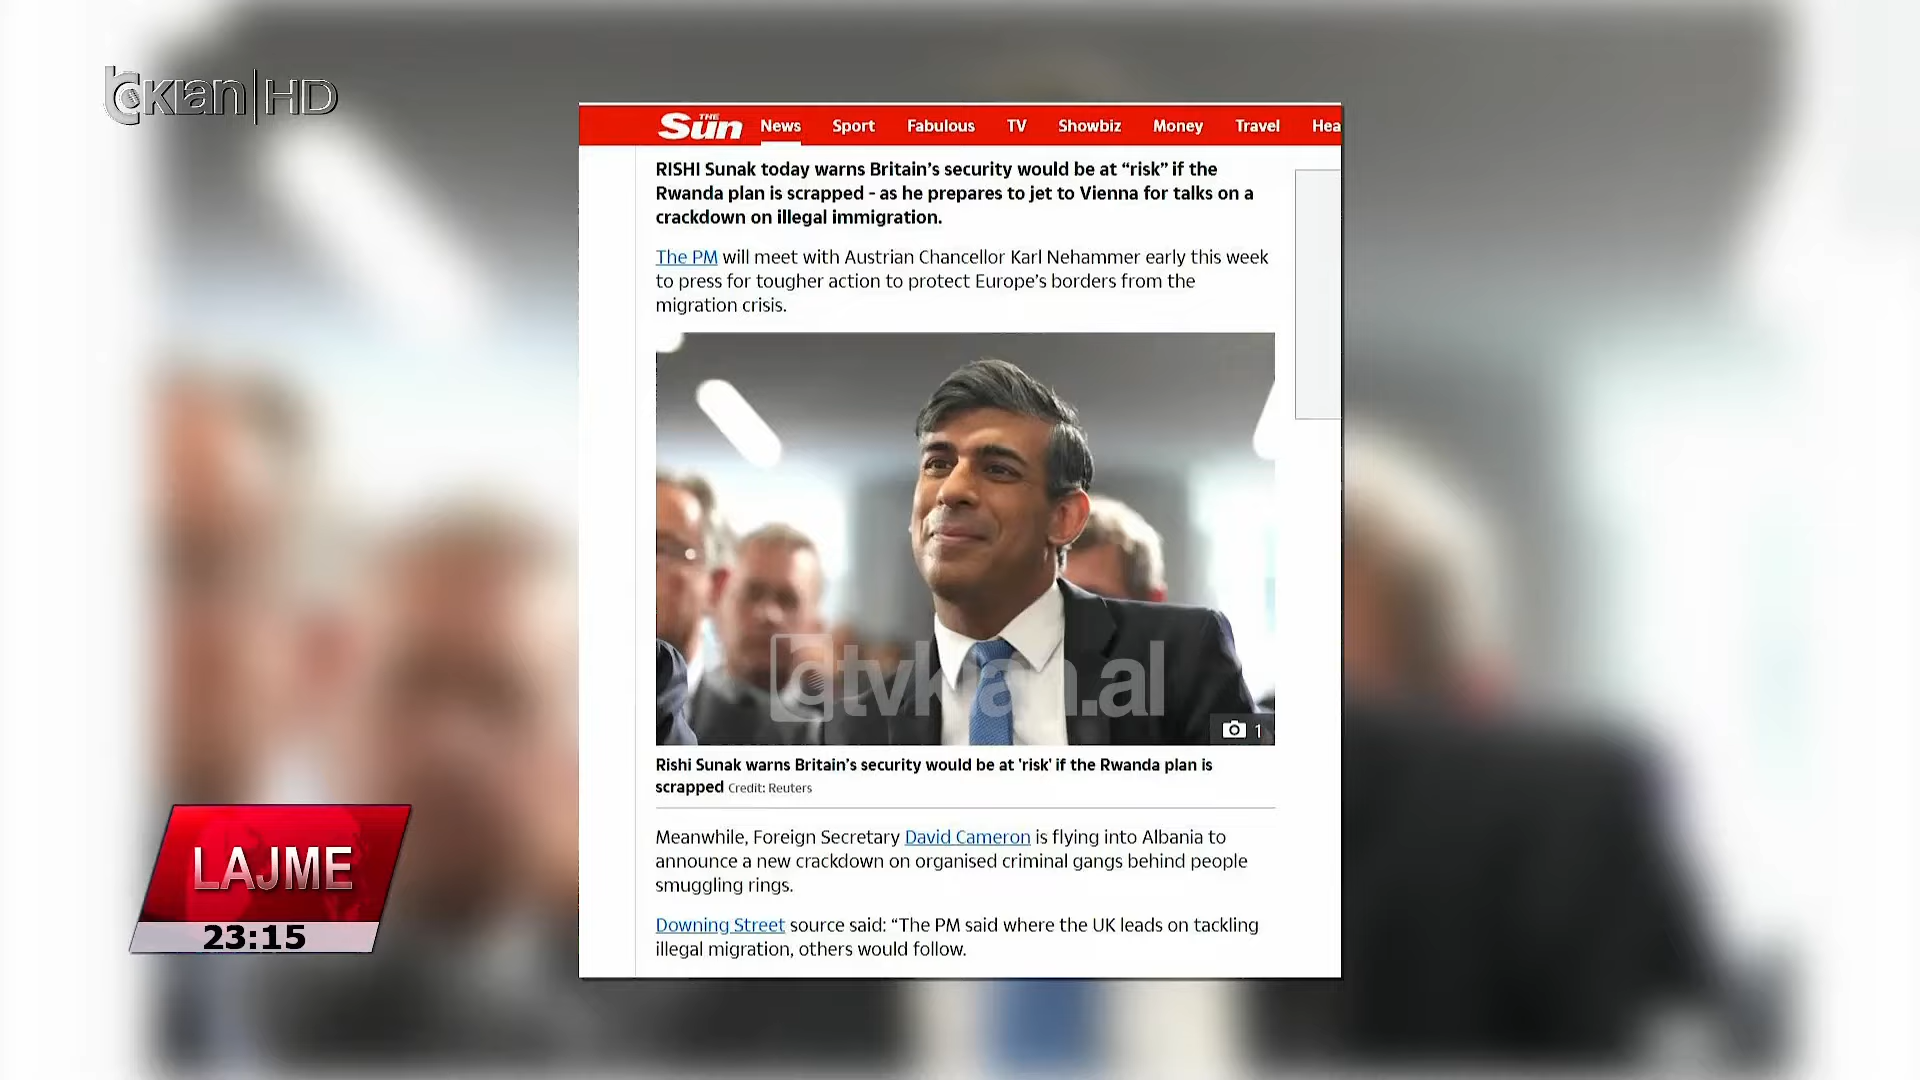 klan HD
THE
Sun News Sport Fabulous TV Showbiz Money Travel Hea
RISHI Sunak today warns Britain’s security would be at “risk” if the
Rwanda plan is scrapped - as he prepares to jet to Vienna for talks on a
crackdown on illegal immigration.
The PM will meet with Austrian Chancellor Karl Nehammer early this week
to press for tougher action to protect Europe’s borders from the
migration crisis.
tvklan.al
1
Rishi Sunak warns Britain’s security would be at 'risk' if the Rwanda plan is
scrapped Credit: Reuters
Meanwhile, Foreign Secretary David Cameron is flying into Albania to
announce a new crackdown on organised criminal gangs behind people
smuggling rings.
Downing Street source said: “The PM said where the UK leads on tackling
illegal migration, others would follow.
LAJME
23:15